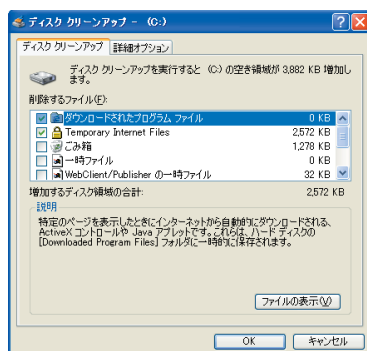 ディスク クリーンアップ - (C:)
ディスク クリーンアップ 詳細オプション
ディスク クリーンアップを実行すると (C:) の空き領域が 3,882 KB 増加し
ます。
削除するファイル(F):
ダウンロードされたプログラム ファイル 0 KB
Temporary Internet Files 2,572 KB
ごみ箱 1,278 KB
一時ファイル 0 KB
WebClient/Publisher の一時ファイル 32 KB
増加するディスク領域の合計: 2,572 KB
説明
特定のページを表示したときにインターネットから自動的にダウンロードされる、
ActiveX コントロールや Java アプレットです。これらは、ハード ディスクの
[Downloaded Program Files] フォルダに一時的に保存されます。
ファイルの表示(V)
OK キャンセル